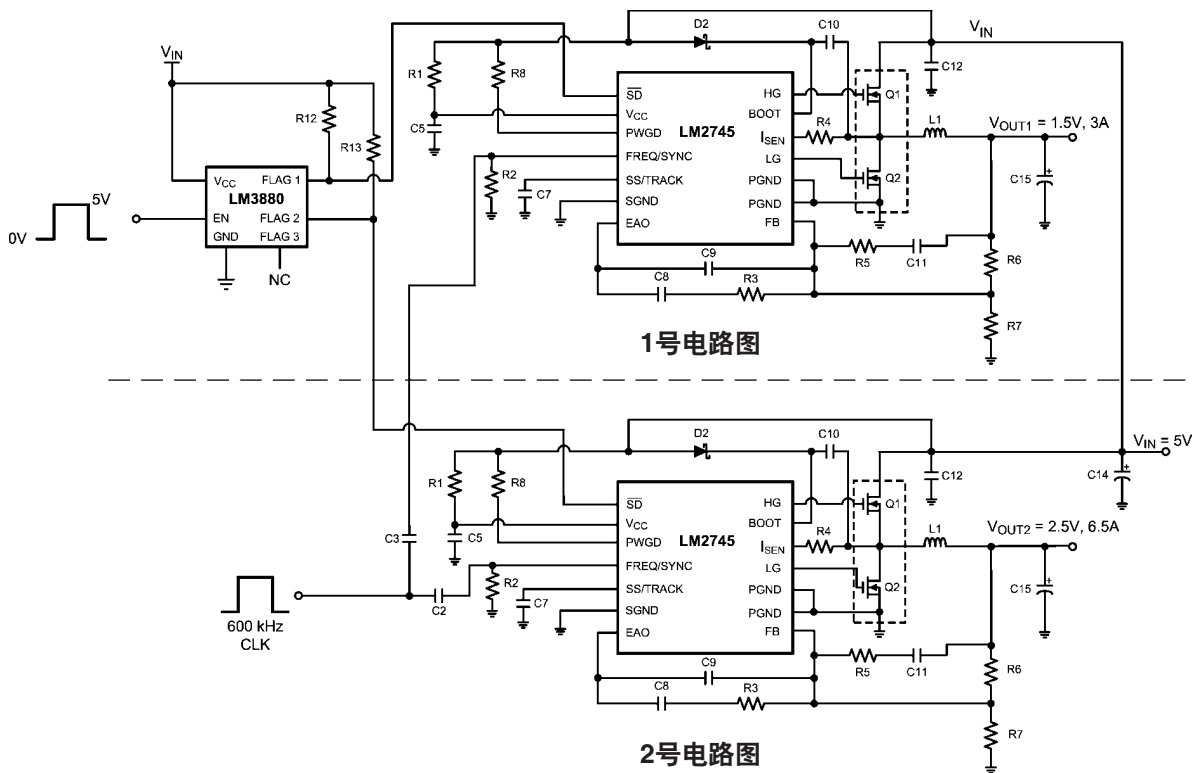 D2
C10
VIN
VIN
R1
R8
C12
R12
R13
C5
SD
VCC
PWGD
FREQ/SYNC
SS/TRACK
SGND
EAO
LM2745
HG
BOOT
ISEN
LG
PGND
PGND
FB
Q1
Q2
R4
L1
VOUT1 = 1.5V, 3A
C15
R2
C7
VCC
EN
GND
LM3880
FLAG 1
FLAG 2
FLAG 3
NC
5V
0V
C9
C8
R3
R5
C11
R6
R7
1号电路图
D2
C10
VIN = 5V
R1
R8
C12
C14
C3
C5
SD
VCC
PWGD
FREQ/SYNC
SS/TRACK
SGND
EAO
LM2745
HG
BOOT
ISEN
LG
PGND
PGND
FB
Q1
Q2
R4
L1
VOUT2 = 2.5V, 6.5A
C15
R2
C7
C2
600 kHz
CLK
C9
C8
R3
R5
C11
R6
R7
2号电路图